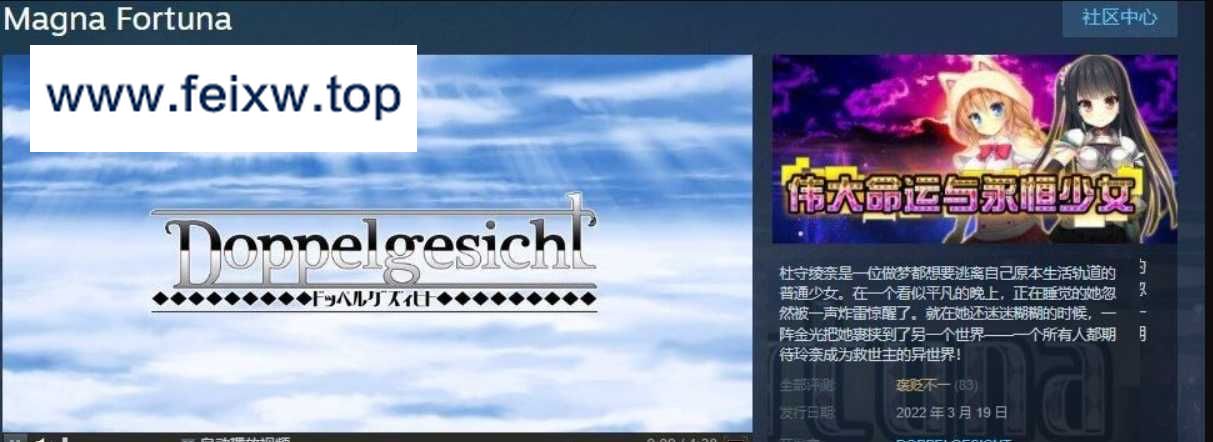 Magna Fortuna
社区中心
www.feixw.top
Doppelgesicht
ドッペルゲズィヒト
伟大命运与永恒少女
杜守绫奈是一位做梦都想要逃离自己原本生活轨道的
普通少女。在一个看似平凡的晚上，正在睡觉的她忽
然被一声炸雷惊醒了。就在她还迷迷糊糊的时候，一
阵金光把她裹挟到了另一个世界——一个所有人都期
待玲奈成为救世主的异世界！
全部评测:
褒贬不一 (83)
发行日期:
2022 年 3 月 19 日
DOPPELGESICHT